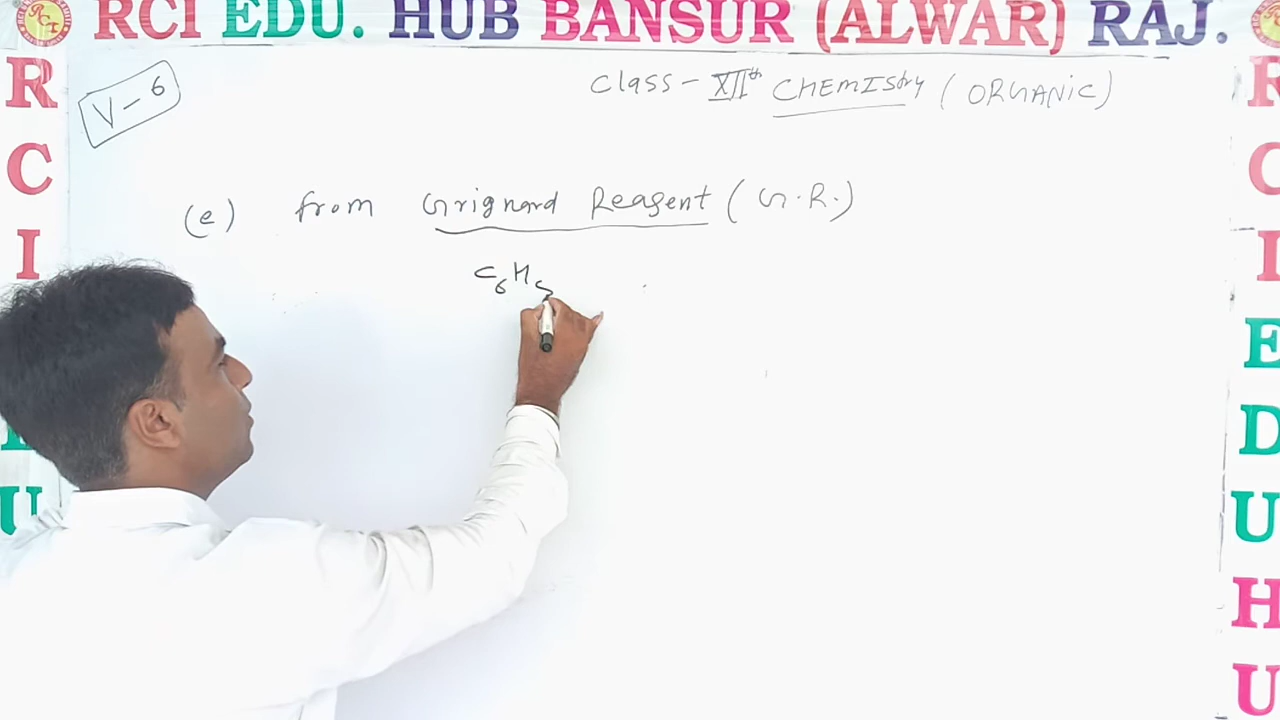 RCI EDU. HUB BANSUR (ALWAR) RAJ.
V-6
Class - XIIth CHEMIStry (ORGANIC)
(e) from Grignard Reagent (G.R.)
C6H5
R
C
I
E
D
U
R
C
I
E
D
U
H
U